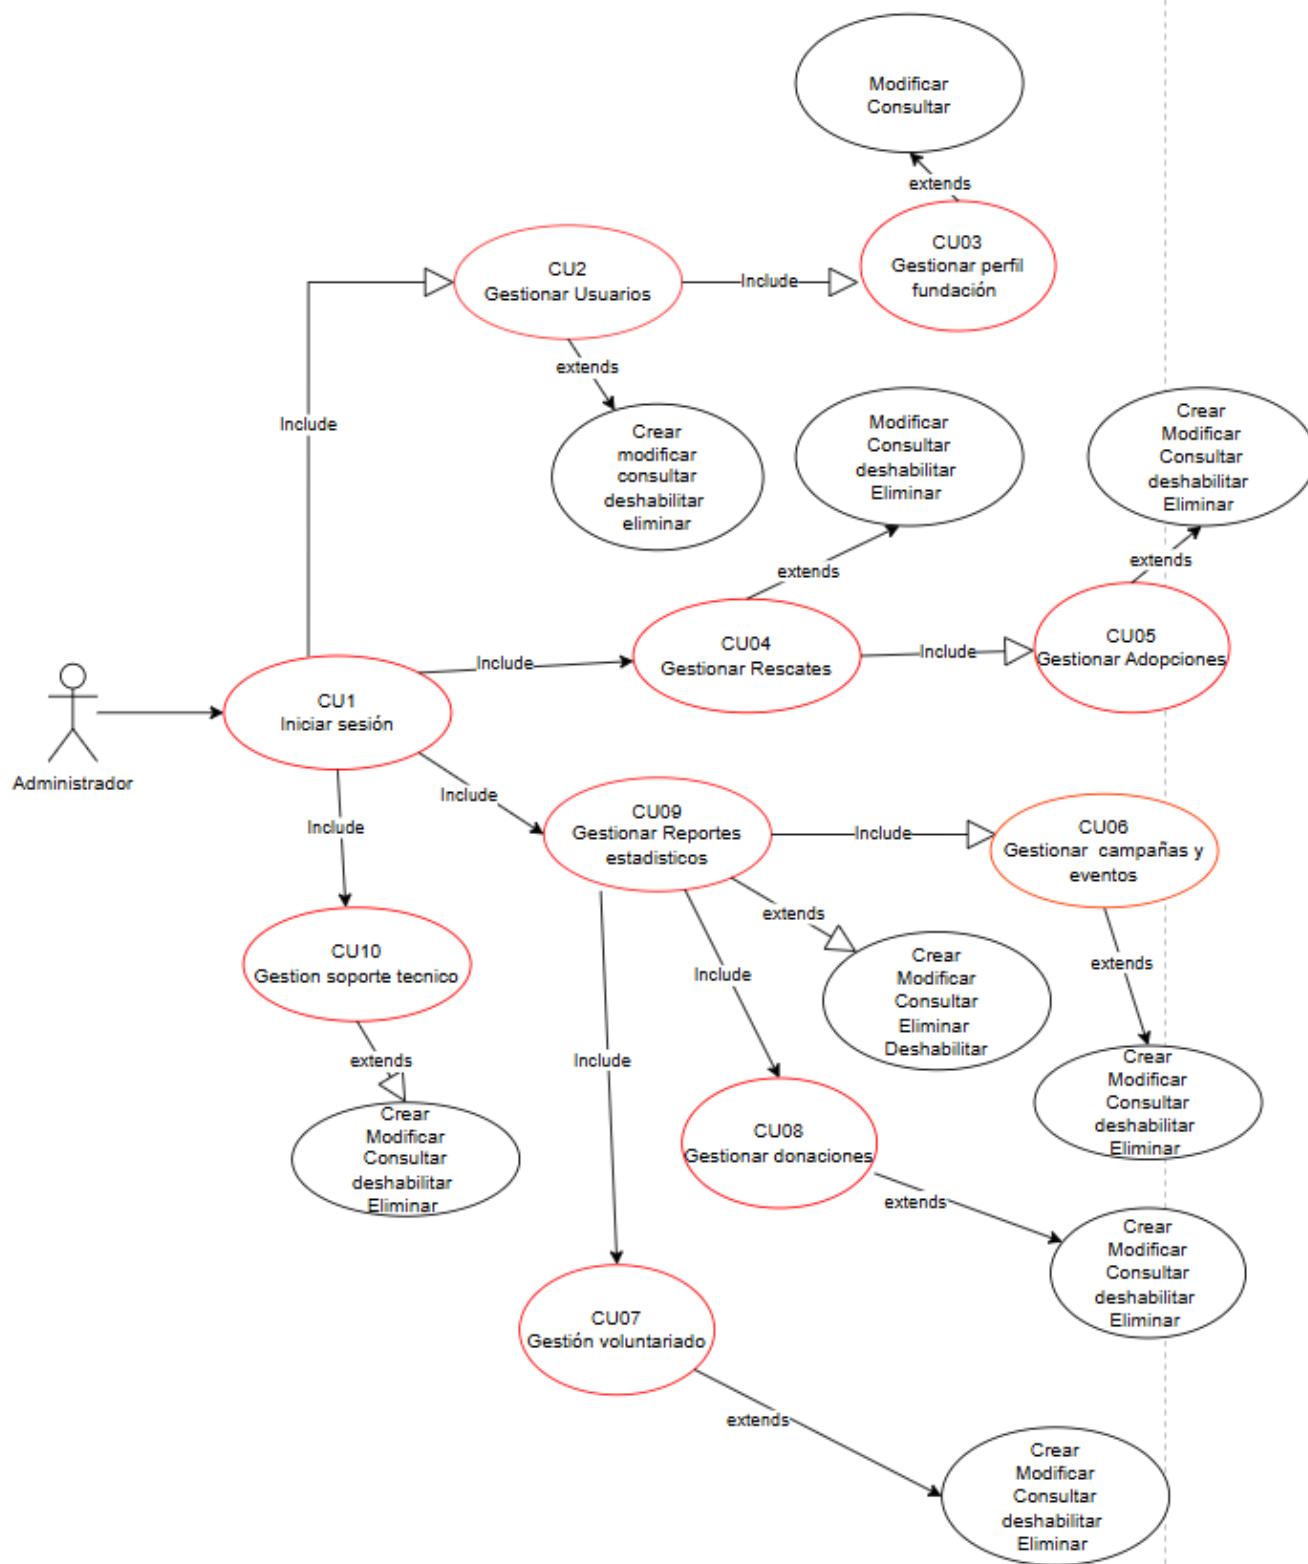 Modificar
Consultar
extends
CU03
Gestionar perfil
fundación
CU2
Gestionar Usuarios
Include
extends
Include
Crear
modificar
consultar
deshabilitar
eliminar
Modificar
Consultar
deshabilitar
Eliminar
Crear
Modificar
Consultar
deshabilitar
Eliminar
extends
extends
CU04
Gestionar Rescates
Include
CU05
Gestionar Adopciones
Include
CU1
Iniciar sesión
Administrador
Include
Include
CU09
Gestionar Reportes
estadisticos
Include
CU06
Gestionar campañas y
eventos
CU10
Gestion soporte tecnico
extends
Include
extends
Crear
Modificar
Consultar
Eliminar
Deshabilitar
extends
Include
Crear
Modificar
Consultar
deshabilitar
Eliminar
Crear
Modificar
Consultar
deshabilitar
Eliminar
CU08
Gestionar donaciones
extends
Crear
Modificar
Consultar
deshabilitar
Eliminar
CU07
Gestión voluntariado
extends
Crear
Modificar
Consultar
deshabilitar
Eliminar